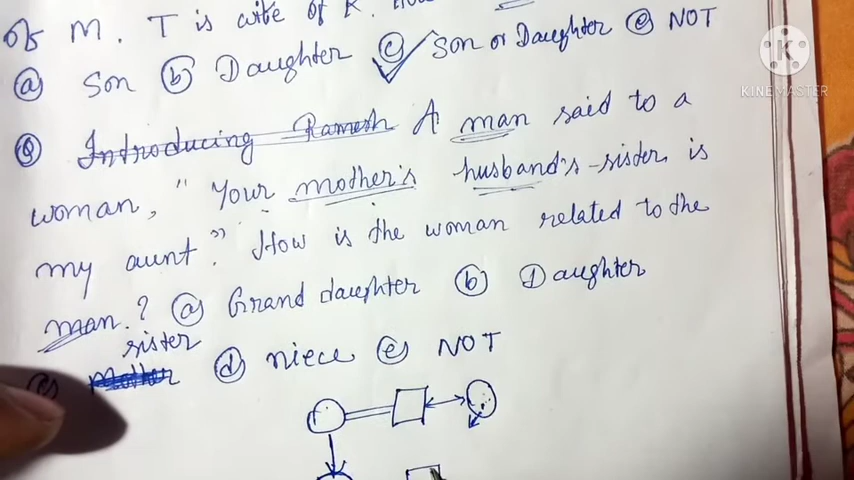 of M. T is wife of K.
(a) Son (b) Daughter (c) Son or Daughter (e) NOT
K
KINEMASTER
(Q) Introducing Ramesh A man said to a
woman, "Your mother's husband's sister is
my aunt". How is the woman related to the
man.? (a) Grand daughter (b) Daughter
sister
(c) Mother (d) niece (e) NOT